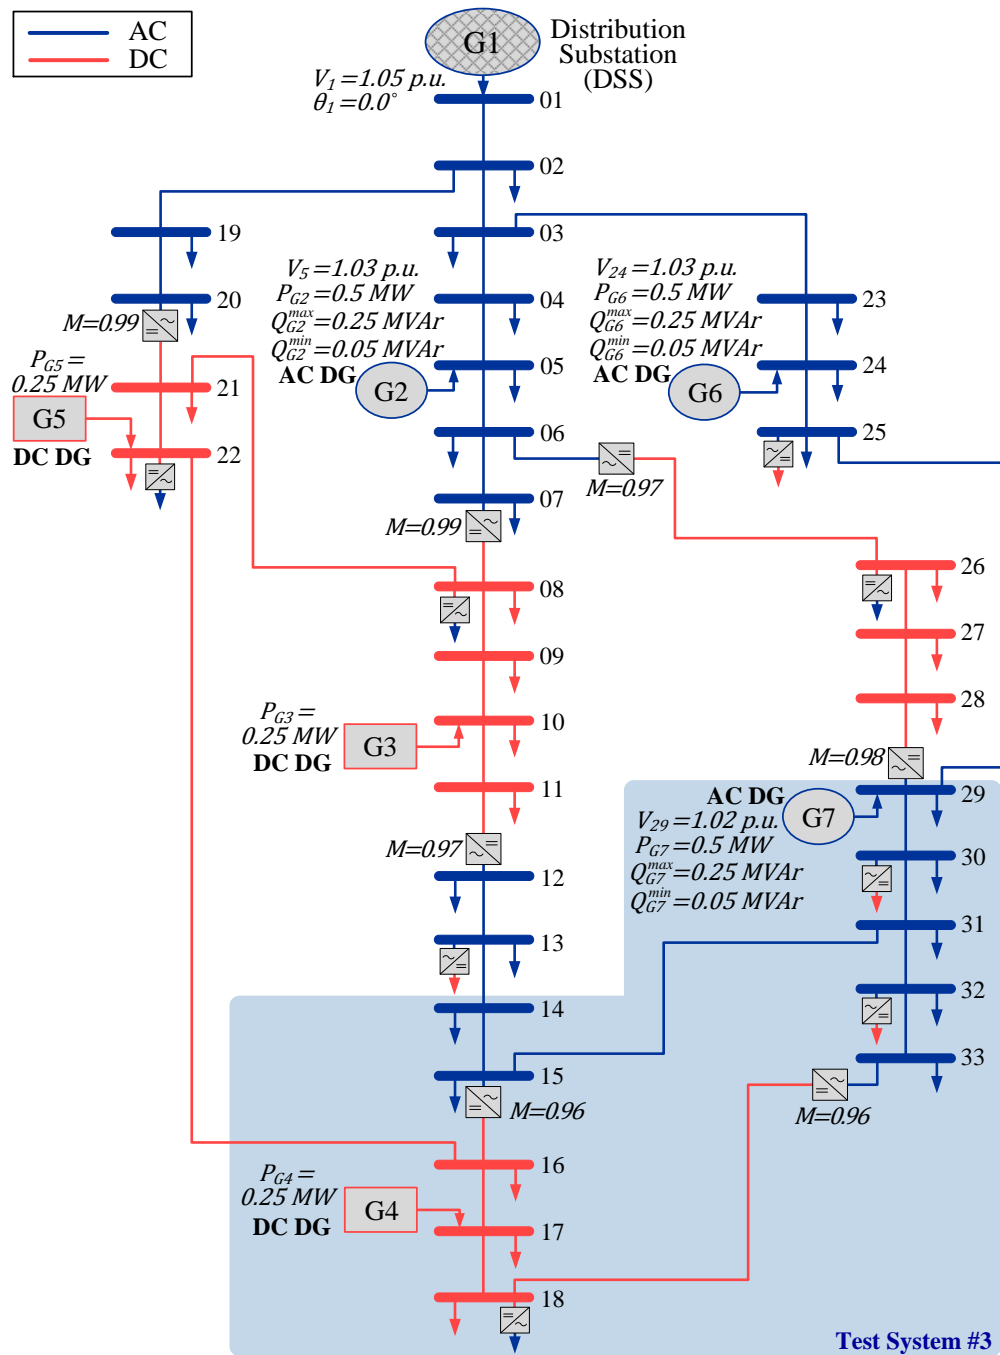 AC
DC
G1
Distribution
Substation
(DSS)
V1=1.05 p.u.
θ1=0.0°
01
02
19
03
V5=1.03 p.u.
PG2=0.5 MW
QG2max=0.25 MVAr
QG2min=0.05 MVAr
AC DG
G2
V24=1.03 p.u.
PG6=0.5 MW
QG6max=0.25 MVAr
QG6min=0.05 MVAr
AC DG
G6
20
04
23
M=0.99
PG5=
0.25 MW
G5
DC DG
21
05
24
22
06
25
M=0.97
07
M=0.99
08
26
09
27
PG3=
0.25 MW
DC DG
G3
10
28
11
M=0.98
AC DG
G7
29
V29=1.02 p.u.
PG7=0.5 MW
QG7max=0.25 MVAr
QG7min=0.05 MVAr
M=0.97
12
30
13
31
14
32
15
33
M=0.96
M=0.96
16
PG4=
0.25 MW
DC DG
G4
17
18
Test System #3